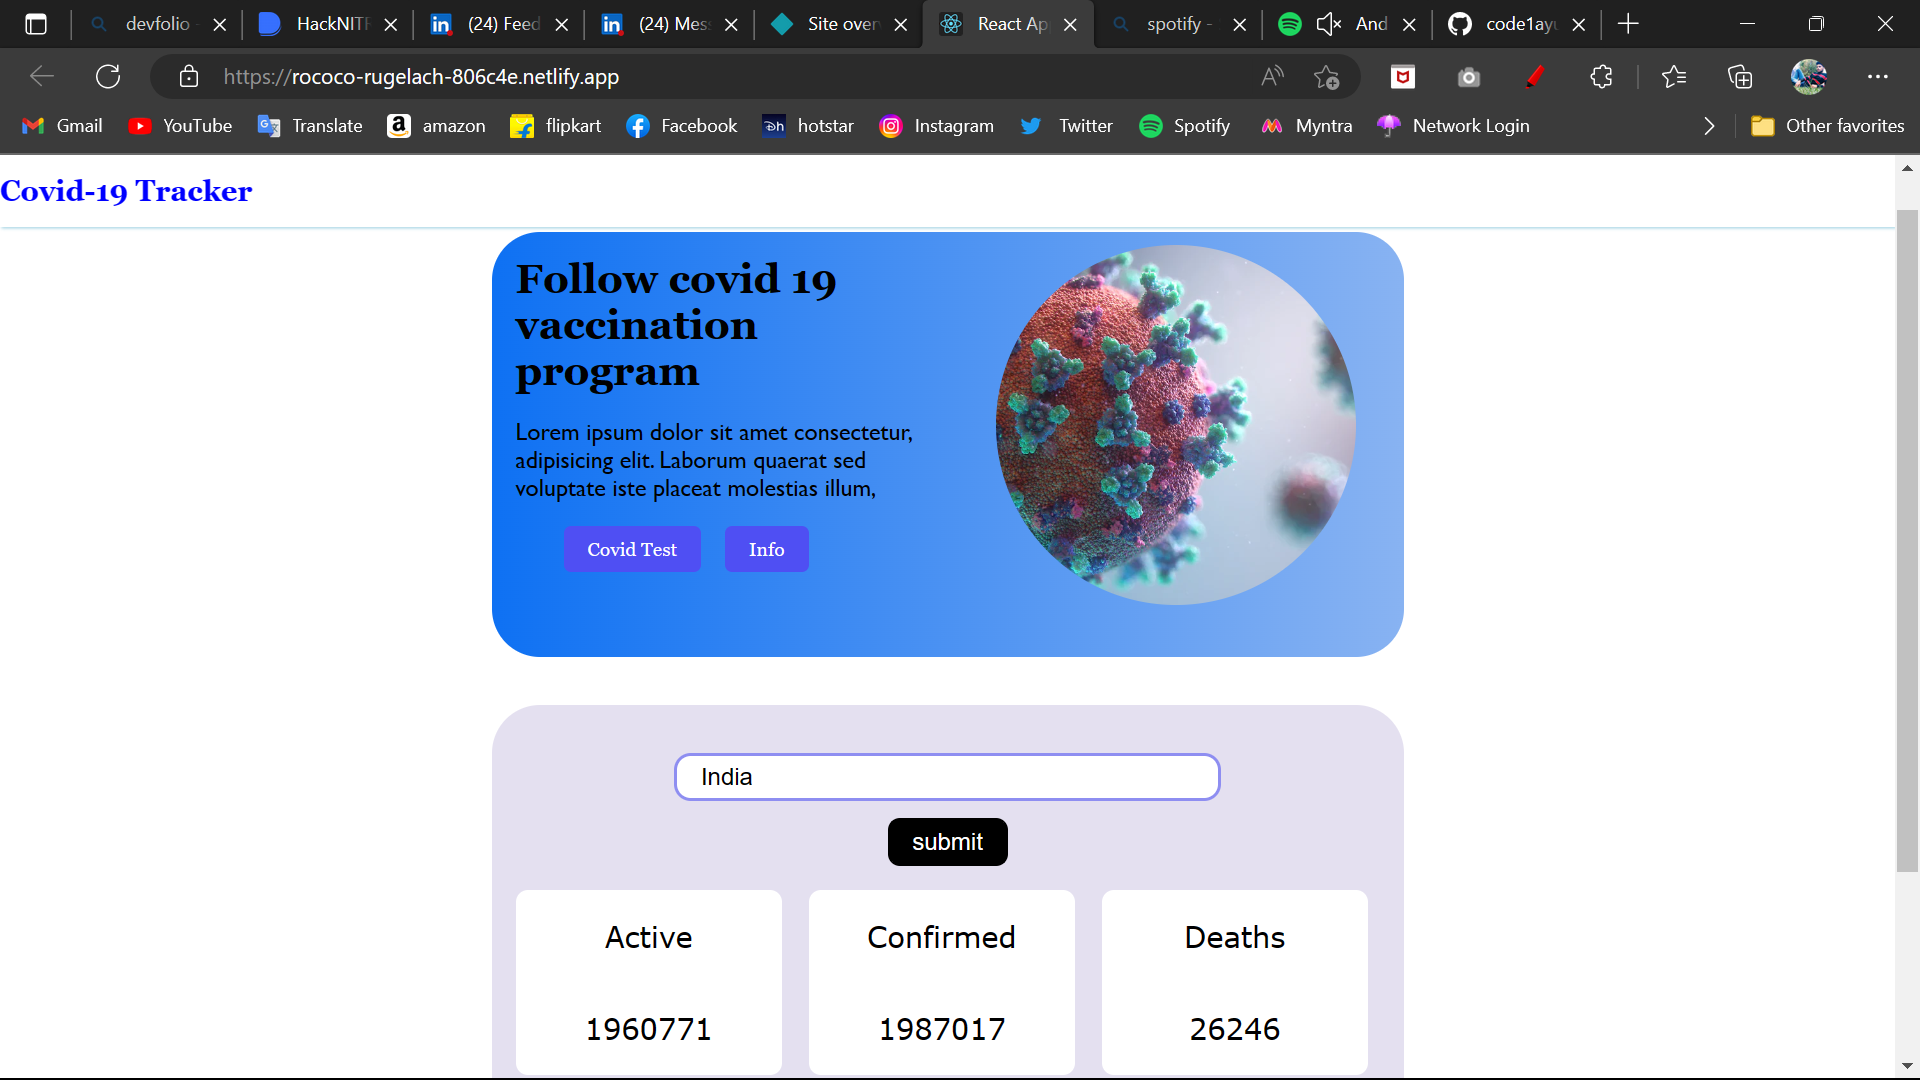 devfolio -
HackNITR
(24) Feed
(24) Mes
Site over
React Ap
spotify -
And
code1ayu
https://rococo-rugelach-806c4e.netlify.app
Gmail
YouTube
Translate
amazon
flipkart
Facebook
hotstar
Instagram
Twitter
Spotify
Myntra
Network Login
Other favorites
Covid-19 Tracker
Follow covid 19
vaccination
program
Lorem ipsum dolor sit amet consectetur,
adipisicing elit. Laborum quaerat sed
voluptate iste placeat molestias illum,
Covid Test Info
India
submit
Active Confirmed Deaths
1960771 1987017 26246